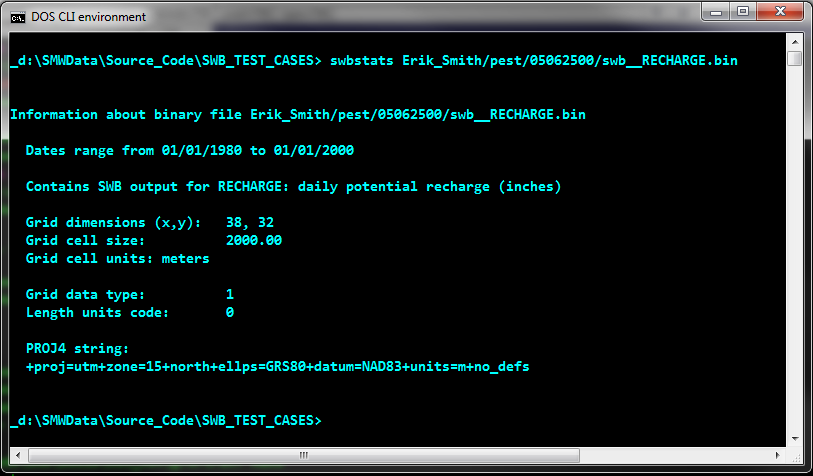 DOS CLI environment
_d:\SMWData\Source_Code\SWB_TEST_CASES> swbstats Erik_Smith/pest/05062500/swb__RECHARGE.bin
Information about binary file Erik_Smith/pest/05062500/swb__RECHARGE.bin
Dates range from 01/01/1980 to 01/01/2000
Contains SWB output for RECHARGE: daily potential recharge (inches)
Grid dimensions (x,y): 38, 32
Grid cell size: 2000.00
Grid cell units: meters
Grid data type: 1
Length units code: 0
PROJ4 string:
+proj=utm+zone=15+north+ellps=GRS80+datum=NAD83+units=m+no_defs
_d:\SMWData\Source_Code\SWB_TEST_CASES>